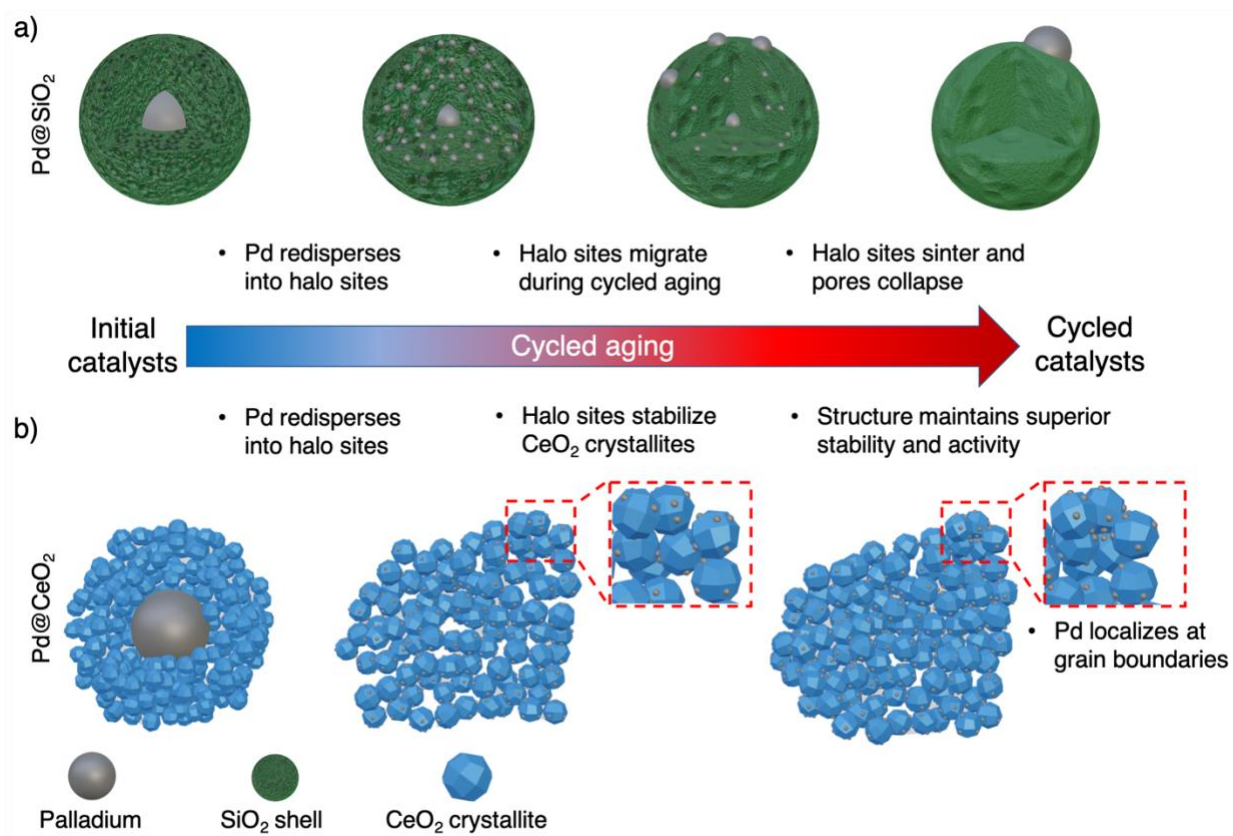 a)
Pd@SiO₂
• Pd redisperses
into halo sites
• Halo sites migrate
during cycled aging
• Halo sites sinter and
pores collapse
Initial
catalysts
Cycled aging
Cycled
catalysts
b)
• Pd redisperses
into halo sites
• Halo sites stabilize
CeO₂ crystallites
• Structure maintains superior
stability and activity
Pd@CeO₂
• Pd localizes at
grain boundaries
Palladium
SiO₂ shell
CeO₂ crystallite